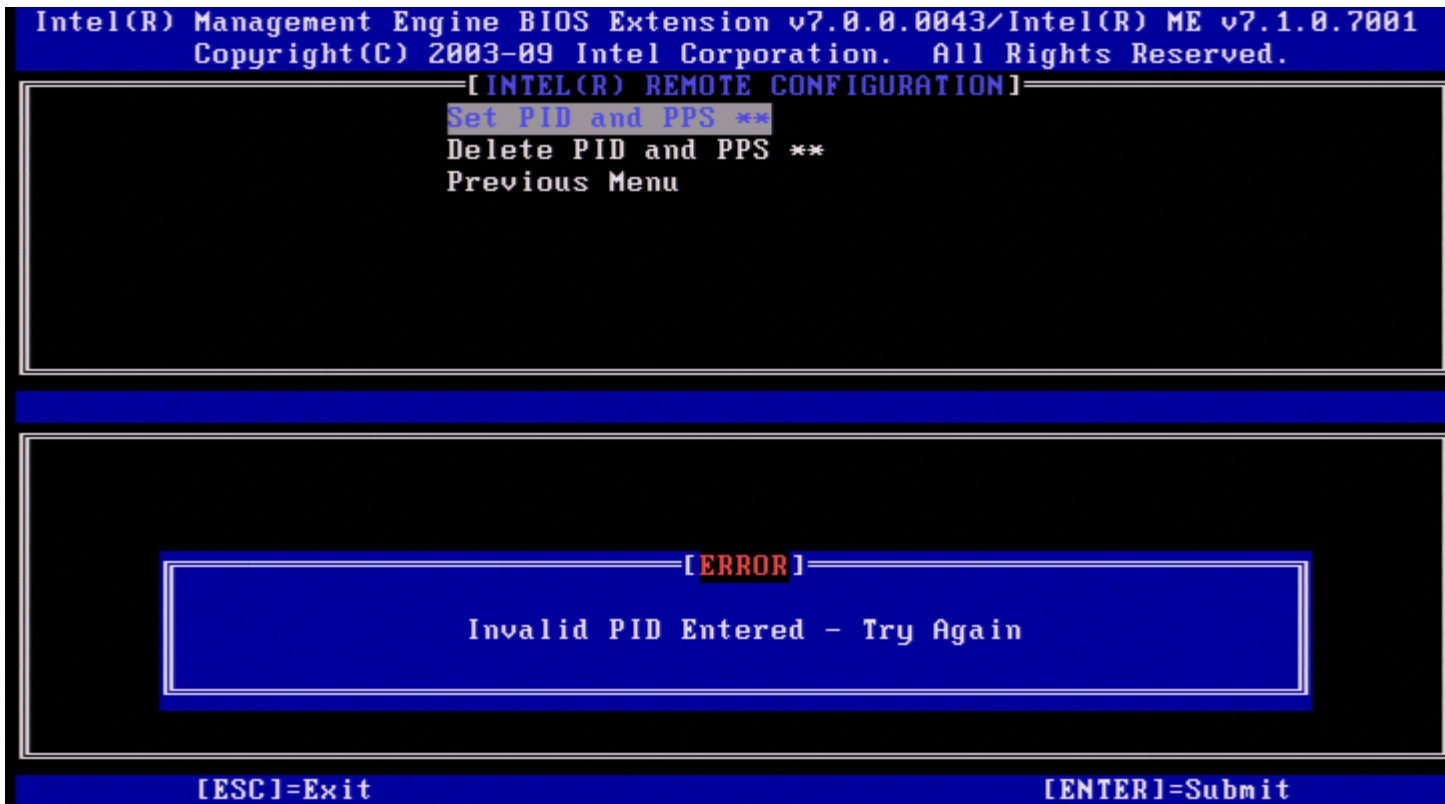 Intel(R) Management Engine BIOS Extension v7.0.0.0043/Intel(R) ME v7.1.0.7001
Copyright(C) 2003-09 Intel Corporation. All Rights Reserved.
[INTEL(R) REMOTE CONFIGURATION]
Set PID and PPS **
Delete PID and PPS **
Previous Menu
[ERROR]
Invalid PID Entered - Try Again
[ESC]=Exit [ENTER]=Submit